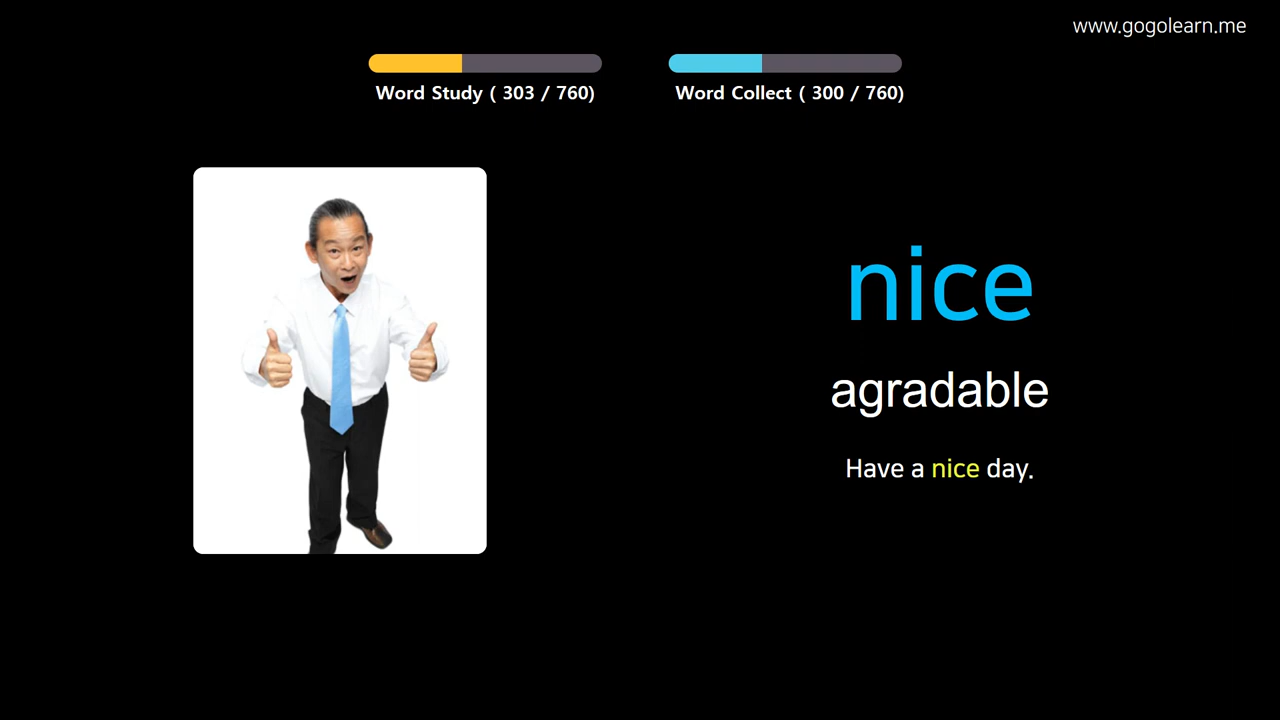 www.gogolearn.me
Word Study ( 303 / 760)
Word Collect ( 300 / 760)
nice
agradable
Have a nice day.